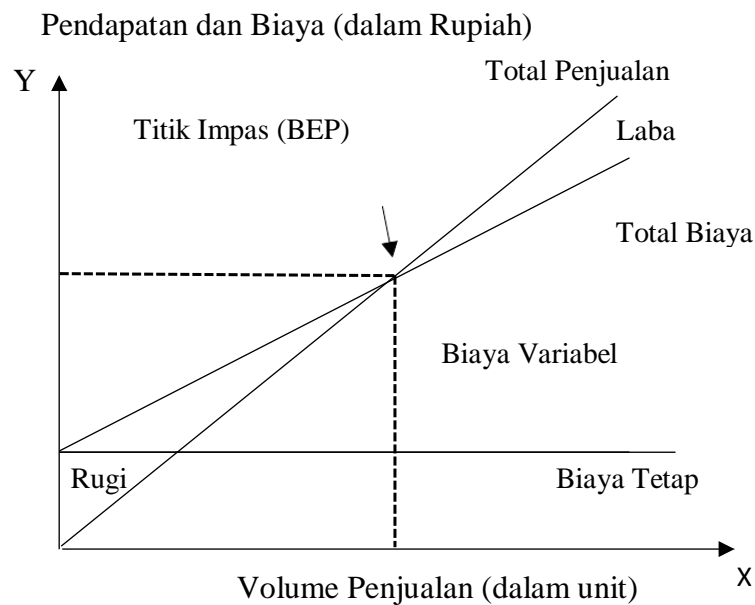 Pendapatan dan Biaya (dalam Rupiah)
Y
Total Penjualan
Titik Impas (BEP)
Laba
Total Biaya
Biaya Variabel
Rugi
Biaya Tetap
X
Volume Penjualan (dalam unit)